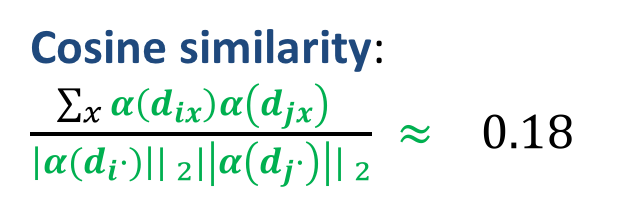 Cosine similarity:
∑ₓ α(dᵢₓ)α(dⱼₓ)
|α(dᵢ·)|| ₂||α(dⱼ·)|| ₂
≈ 0.18